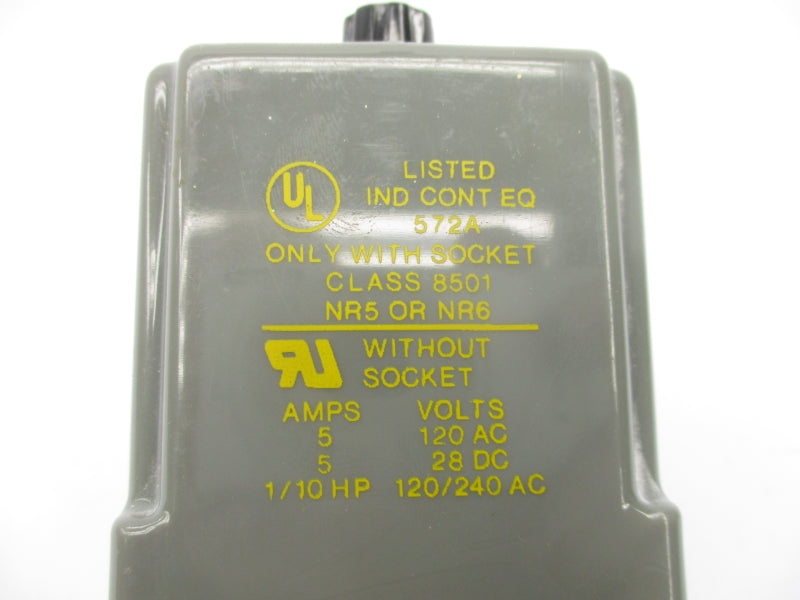 UL LISTED
IND CONT EQ
572A
ONLY WITH SOCKET
CLASS 8501
NR5 OR NR6
RU WITHOUT
SOCKET
AMPS VOLTS
5 120 AC
5 28 DC
1/10 HP 120/240 AC